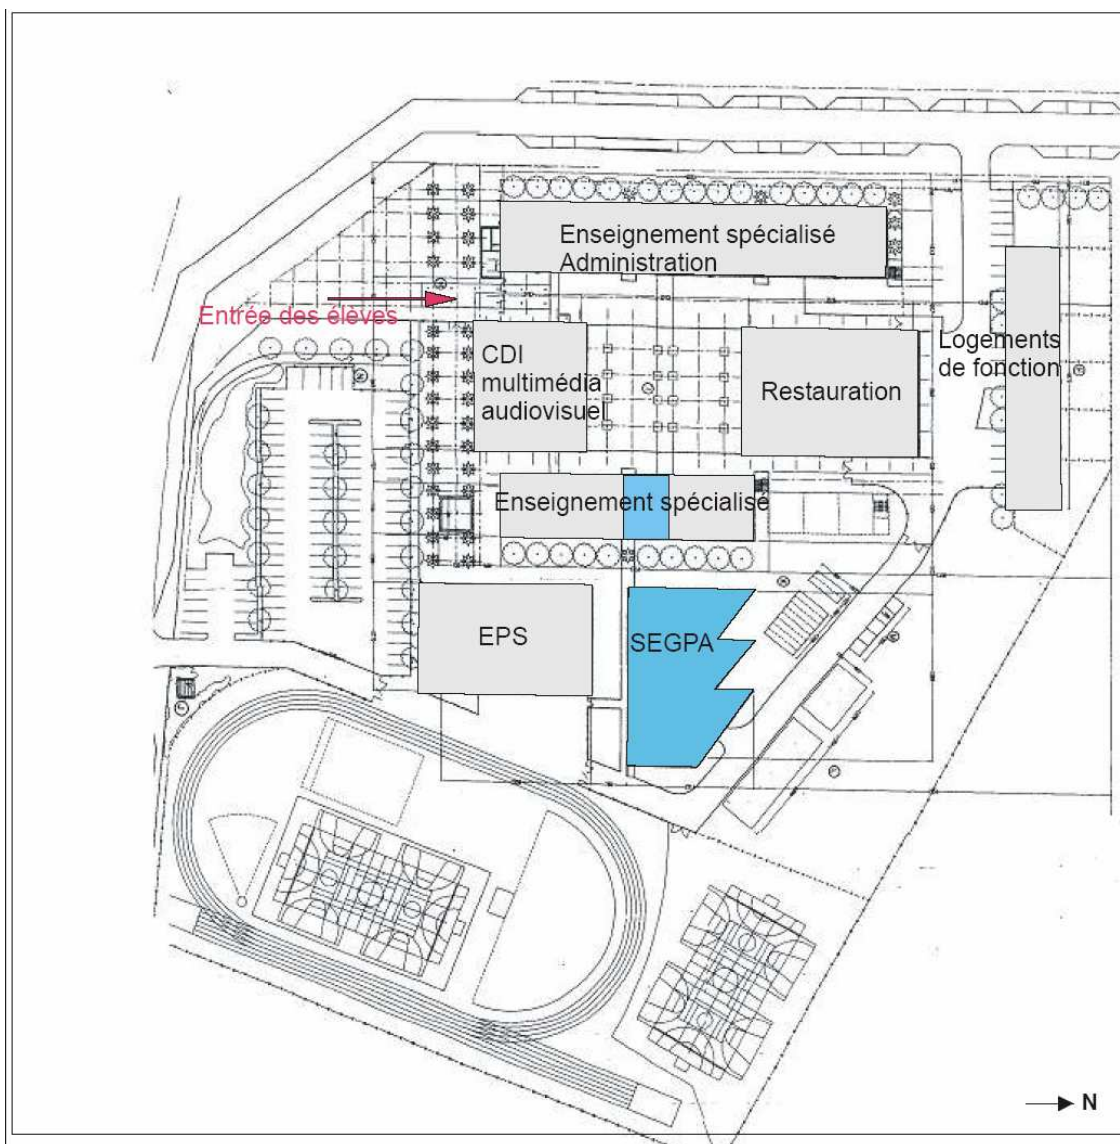 Enseignement spécialisé
Administration
Entrée des élèves
CDI
multimédia
audiovisuel
Restauration
Logements
de fonction
Enseignement spécialisé
EPS
SEGPA
N